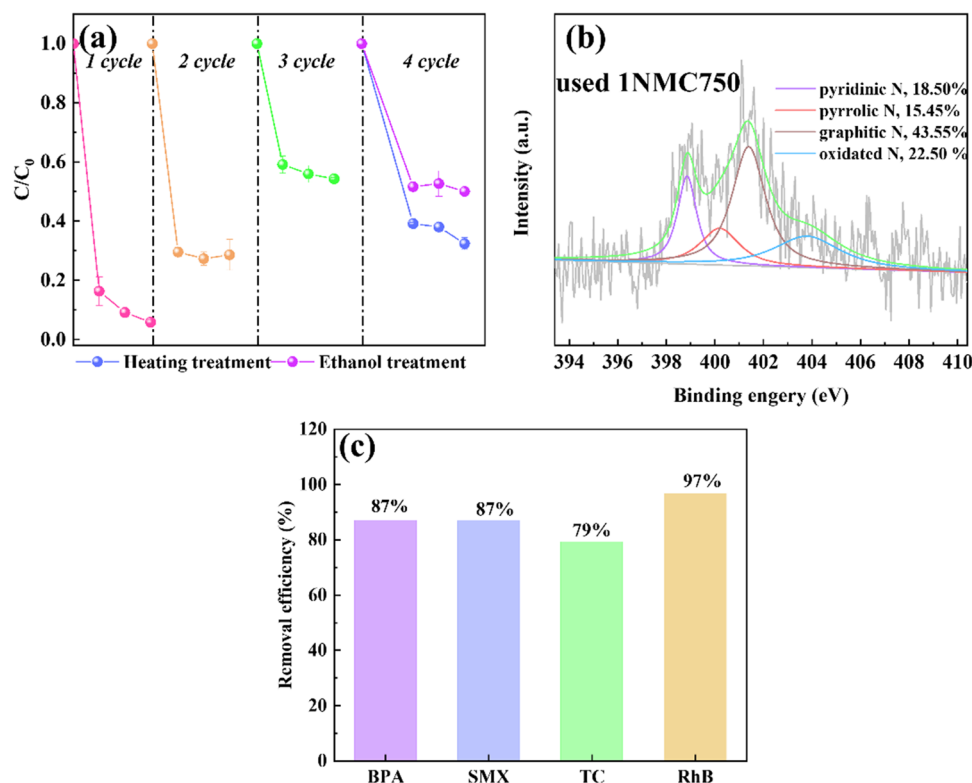 (a)
1 cycle 2 cycle 3 cycle 4 cycle
1.0
0.8
0.6
0.4
0.2
0.0
C/C0
Heating treatment Ethanol treatment
(b)
used 1NMC750
pyridinic N, 18.50%
pyrrolic N, 15.45%
graphitic N, 43.55%
oxidated N, 22.50 %
Intensity (a.u.)
394 396 398 400 402 404 406 408 410
Binding engery (eV)
(c)
120
100
80
60
40
20
0
Removal efficiency (%)
87% 87% 79% 97%
BPA SMX TC RhB